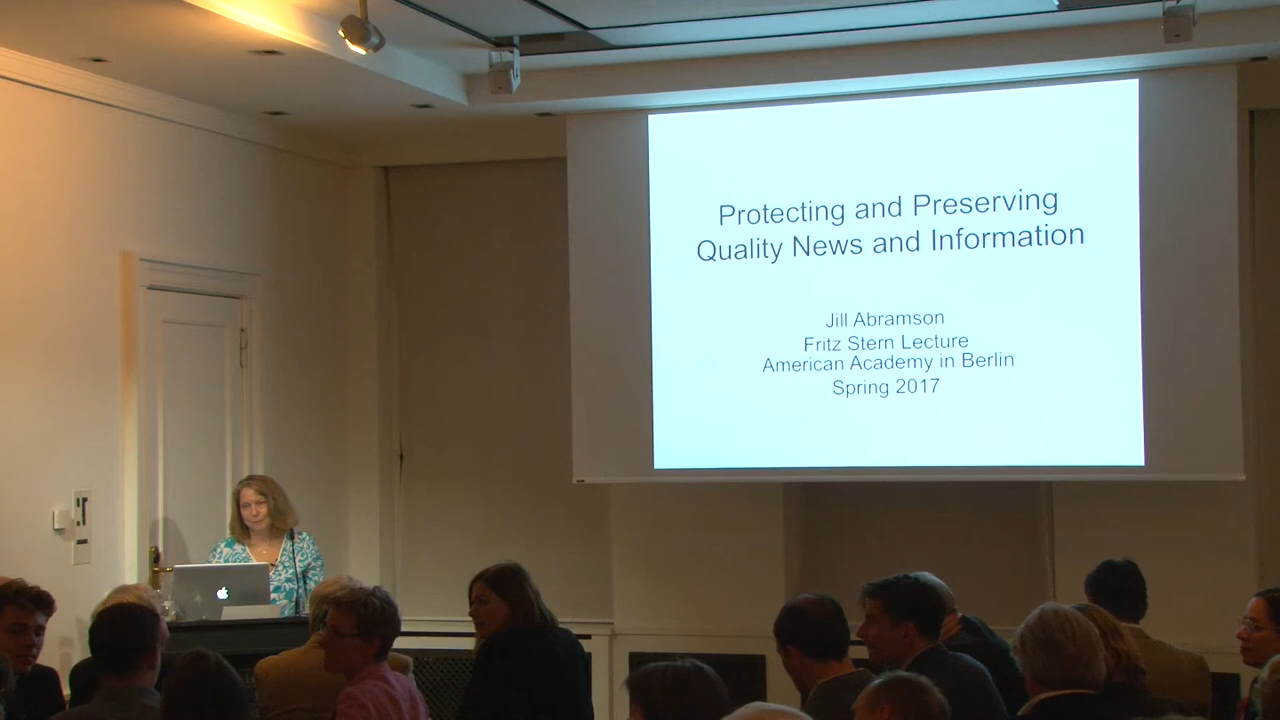 Protecting and Preserving
Quality News and Information
Jill Abramson
Fritz Stern Lecture
American Academy in Berlin
Spring 2017